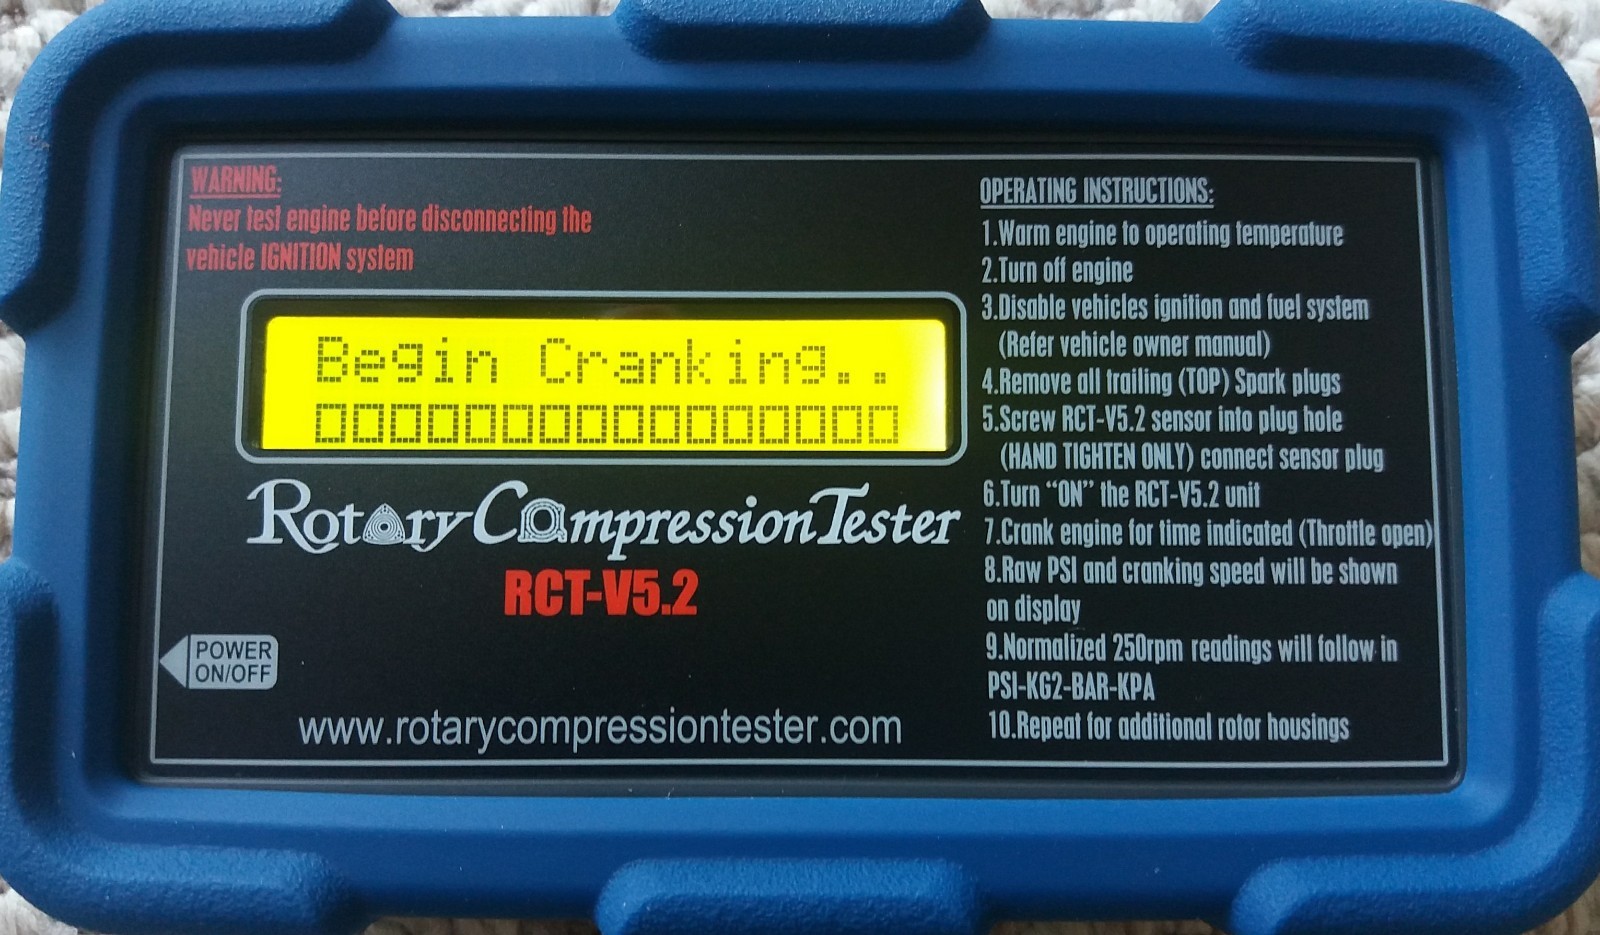 WARNING:
Never test engine before disconnecting the
vehicle IGNITION system
Begin Cranking..
Rotary Compression Tester
RCT-V5.2
POWER
ON/OFF
www.rotarycompressiontester.com
OPERATING INSTRUCTIONS:
1.Warm engine to operating temperature
2.Turn off engine
3.Disable vehicles ignition and fuel system
(Refer vehicle owner manual)
4.Remove all trailing (TOP) Spark plugs
5.Screw RCT-V5.2 sensor into plug hole
(HAND TIGHTEN ONLY) connect sensor plug
6.Turn “ON” the RCT-V5.2 unit
7.Crank engine for time indicated (Throttle open)
8.Raw PSI and cranking speed will be shown
on display
9.Normalized 250rpm readings will follow in
PSI-KG2-BAR-KPA
10.Repeat for additional rotor housings